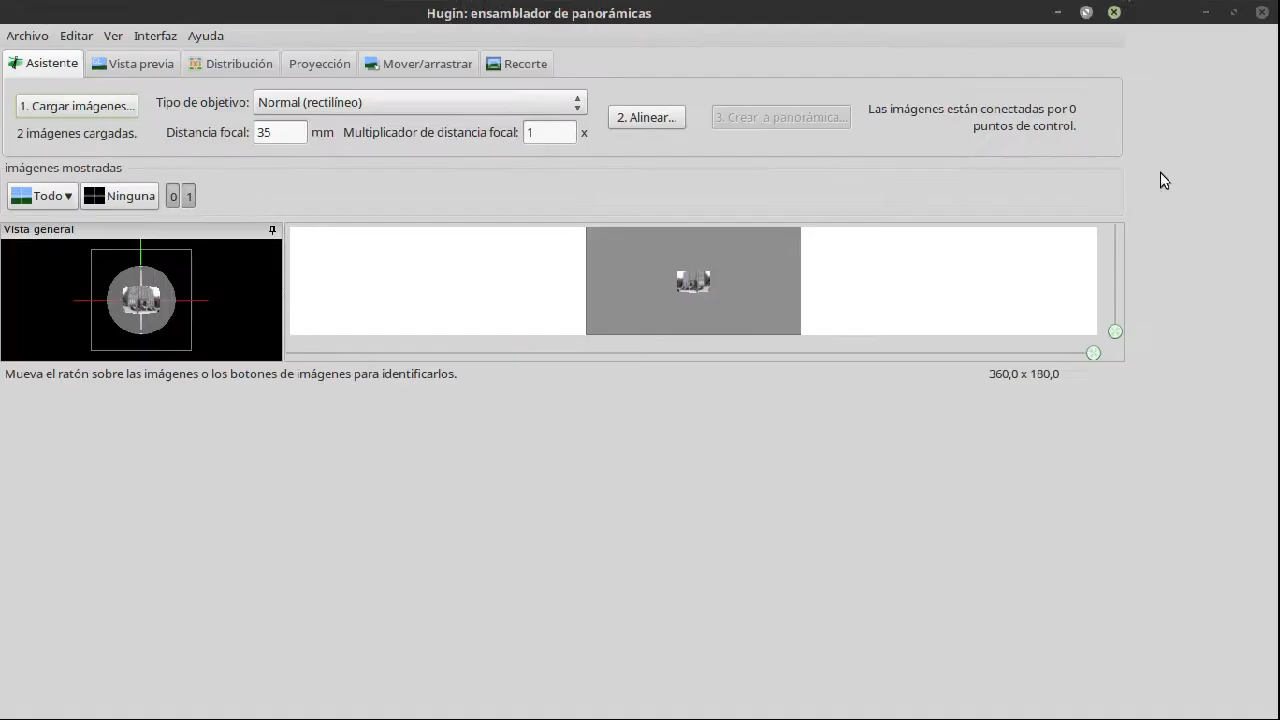 Hugin: ensamblador de panorámicas
Archivo Editar Ver Interfaz Ayuda
Asistente Vista previa Distribución Proyección Mover/arrastrar Recorte
1. Cargar imágenes... Tipo de objetivo: Normal (rectilíneo)
2 imágenes cargadas. Distancia focal: 35 mm Multiplicador de distancia focal: 1 x
2. Alinear... 3. Crear la panorámica...
Las imágenes están conectadas por 0
puntos de control.
imágenes mostradas
Todo Ninguna 0 1
Vista general
Mueva el ratón sobre las imágenes o los botones de imágenes para identificarlos. 360,0 x 180,0